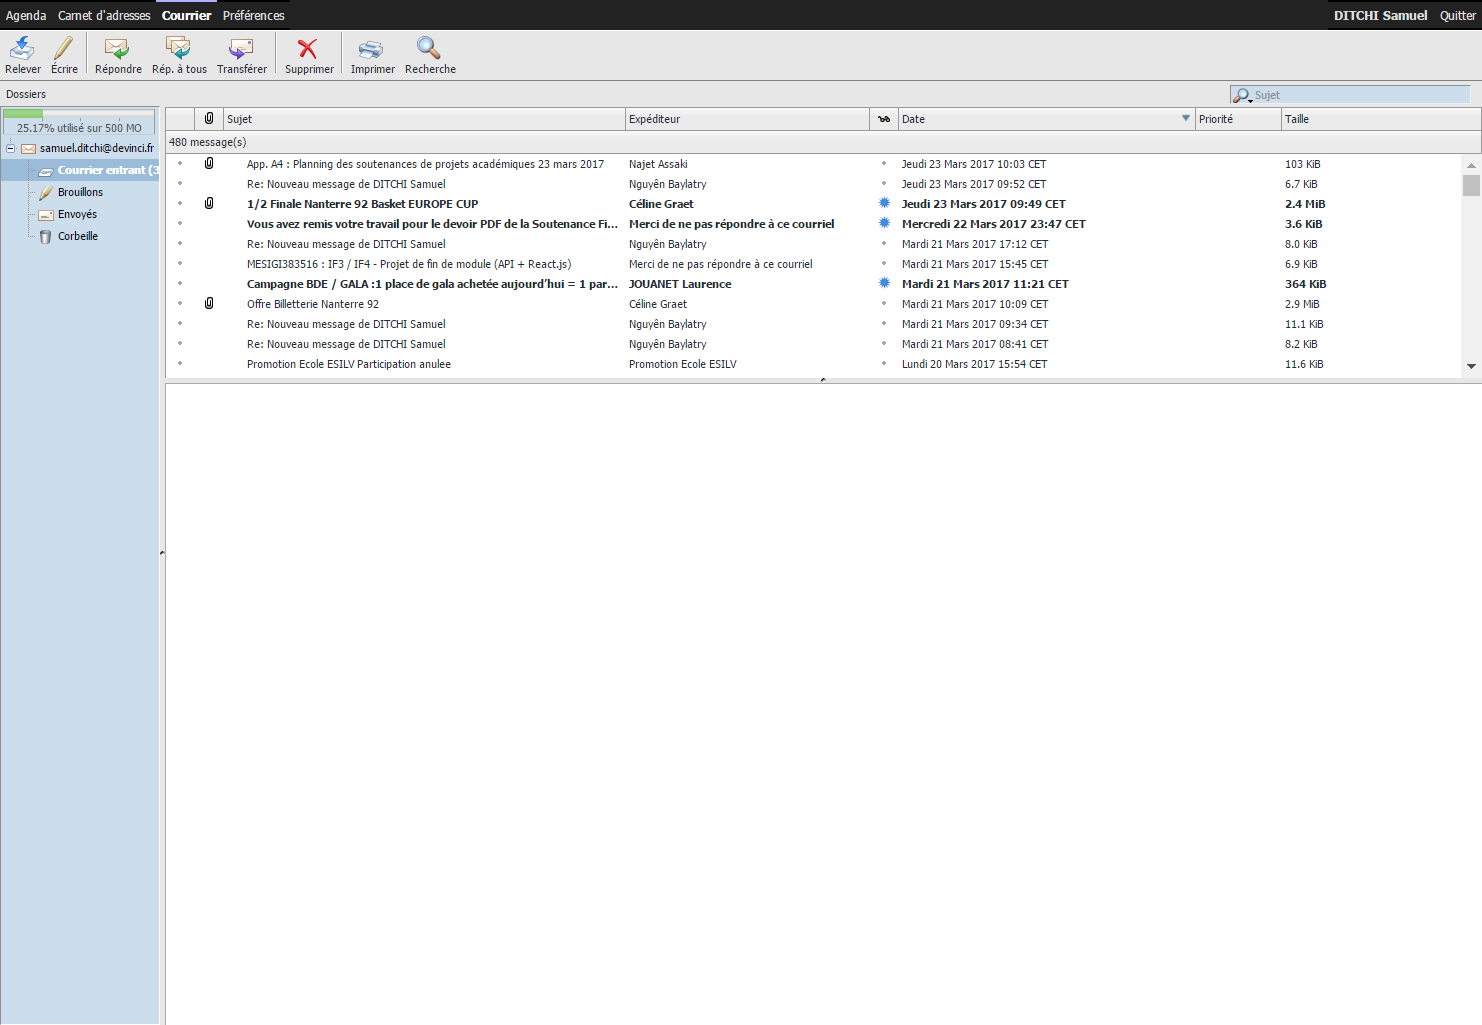 Agenda Carnet d'adresses Courrier Préférences DITCHI Samuel Quitter
Relever Écrire Répondre Rép. à tous Transférer Supprimer Imprimer Recherche
Dossiers Sujet
25.17% utilisé sur 500 MO
samuel.ditchi@devinci.fr
Courrier entrant (3
Brouillons
Envoyés
Corbeille
Sujet Expéditeur Date Priorité Taille
480 message(s)
App. A4 : Planning des soutenances de projets académiques 23 mars 2017 Najet Assaki Jeudi 23 Mars 2017 10:03 CET 103 KiB
Re: Nouveau message de DITCHI Samuel Nguyên Baylatry Jeudi 23 Mars 2017 09:52 CET 6.7 KiB
1/2 Finale Nanterre 92 Basket EUROPE CUP Céline Graet Jeudi 23 Mars 2017 09:49 CET 2.4 MiB
Vous avez remis votre travail pour le devoir PDF de la Soutenance Fi... Merci de ne pas répondre à ce courriel Mercredi 22 Mars 2017 23:47 CET 3.6 KiB
Re: Nouveau message de DITCHI Samuel Nguyên Baylatry Mardi 21 Mars 2017 17:12 CET 8.0 KiB
MESIGI383516 : IF3 / IF4 - Projet de fin de module (API + React.js) Merci de ne pas répondre à ce courriel Mardi 21 Mars 2017 15:45 CET 6.9 KiB
Campagne BDE / GALA :1 place de gala achetée aujourd'hui = 1 par... JOUANET Laurence Mardi 21 Mars 2017 11:21 CET 364 KiB
Offre Billetterie Nanterre 92 Céline Graet Mardi 21 Mars 2017 10:09 CET 2.9 MiB
Re: Nouveau message de DITCHI Samuel Nguyên Baylatry Mardi 21 Mars 2017 09:34 CET 11.1 KiB
Re: Nouveau message de DITCHI Samuel Nguyên Baylatry Mardi 21 Mars 2017 08:41 CET 8.2 KiB
Promotion Ecole ESILV Participation anulee Promotion Ecole ESILV Lundi 20 Mars 2017 15:54 CET 11.6 KiB